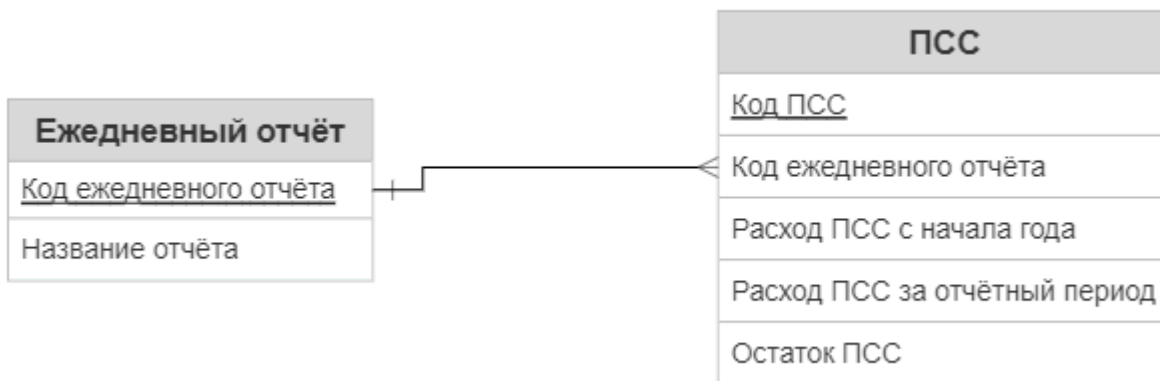 Ежедневный отчёт
Код ежедневного отчёта
Название отчёта
ПСС
Код ПСС
Код ежедневного отчёта
Расход ПСС с начала года
Расход ПСС за отчётный период
Остаток ПСС